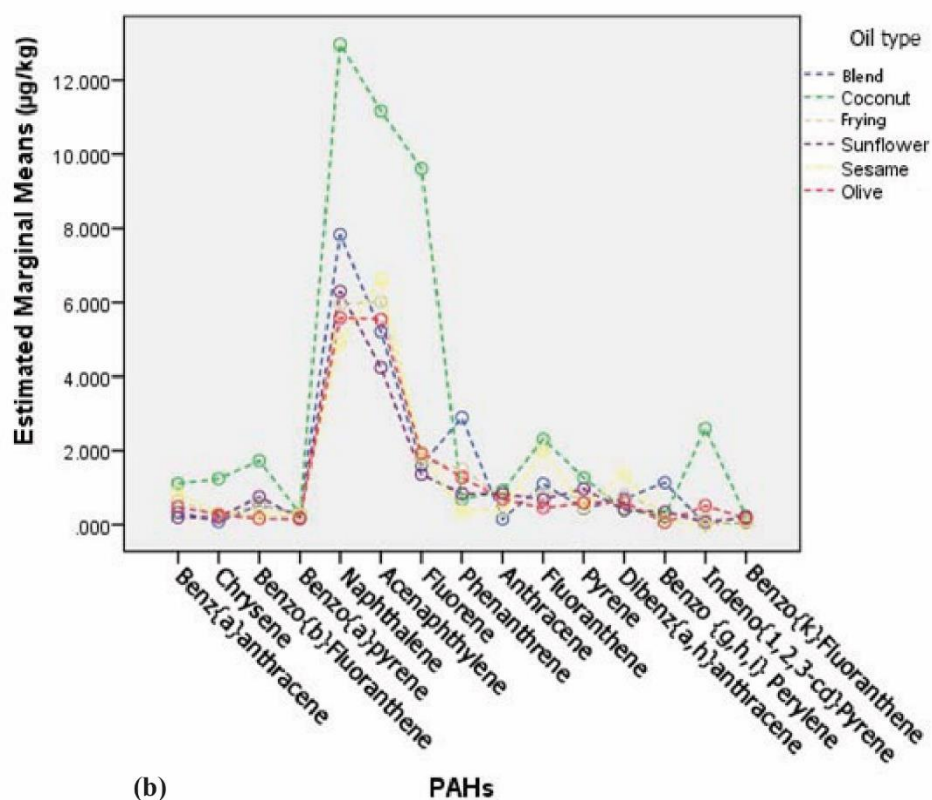 Estimated Marginal Means (µg/kg)
12.000
10.000
8.000
6.000
4.000
2.000
.000
Oil type
Blend
Coconut
Frying
Sunflower
Sesame
Olive
Benz{a}anthracene
Chrysene
Benzo{b}Fluoranthene
Benzo{a}pyrene
Naphthalene
Acenaphthylene
Fluorene
Phenanthrene
Anthracene
Fluoranthene
Pyrene
Dibenz{a,h}anthracene
Benzo {g,h,i} Perylene
Indeno{1,2,3-cd}Pyrene
Benzo{k}Fluoranthene
(b)
PAHs